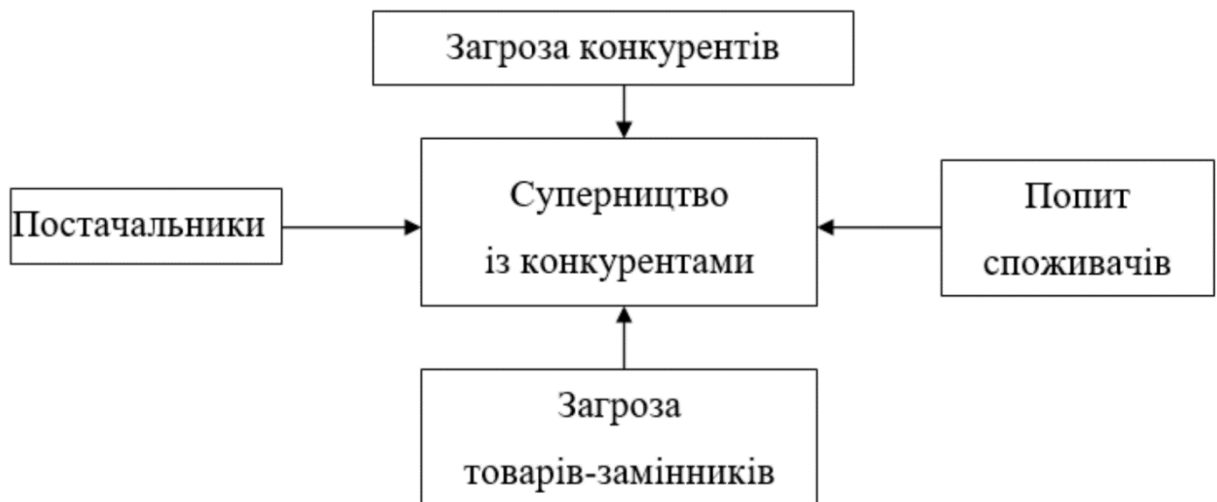 Загроза конкурентів
Постачальники
Суперництво
із конкурентами
Попит
споживачів
Загроза
товарів-замінників